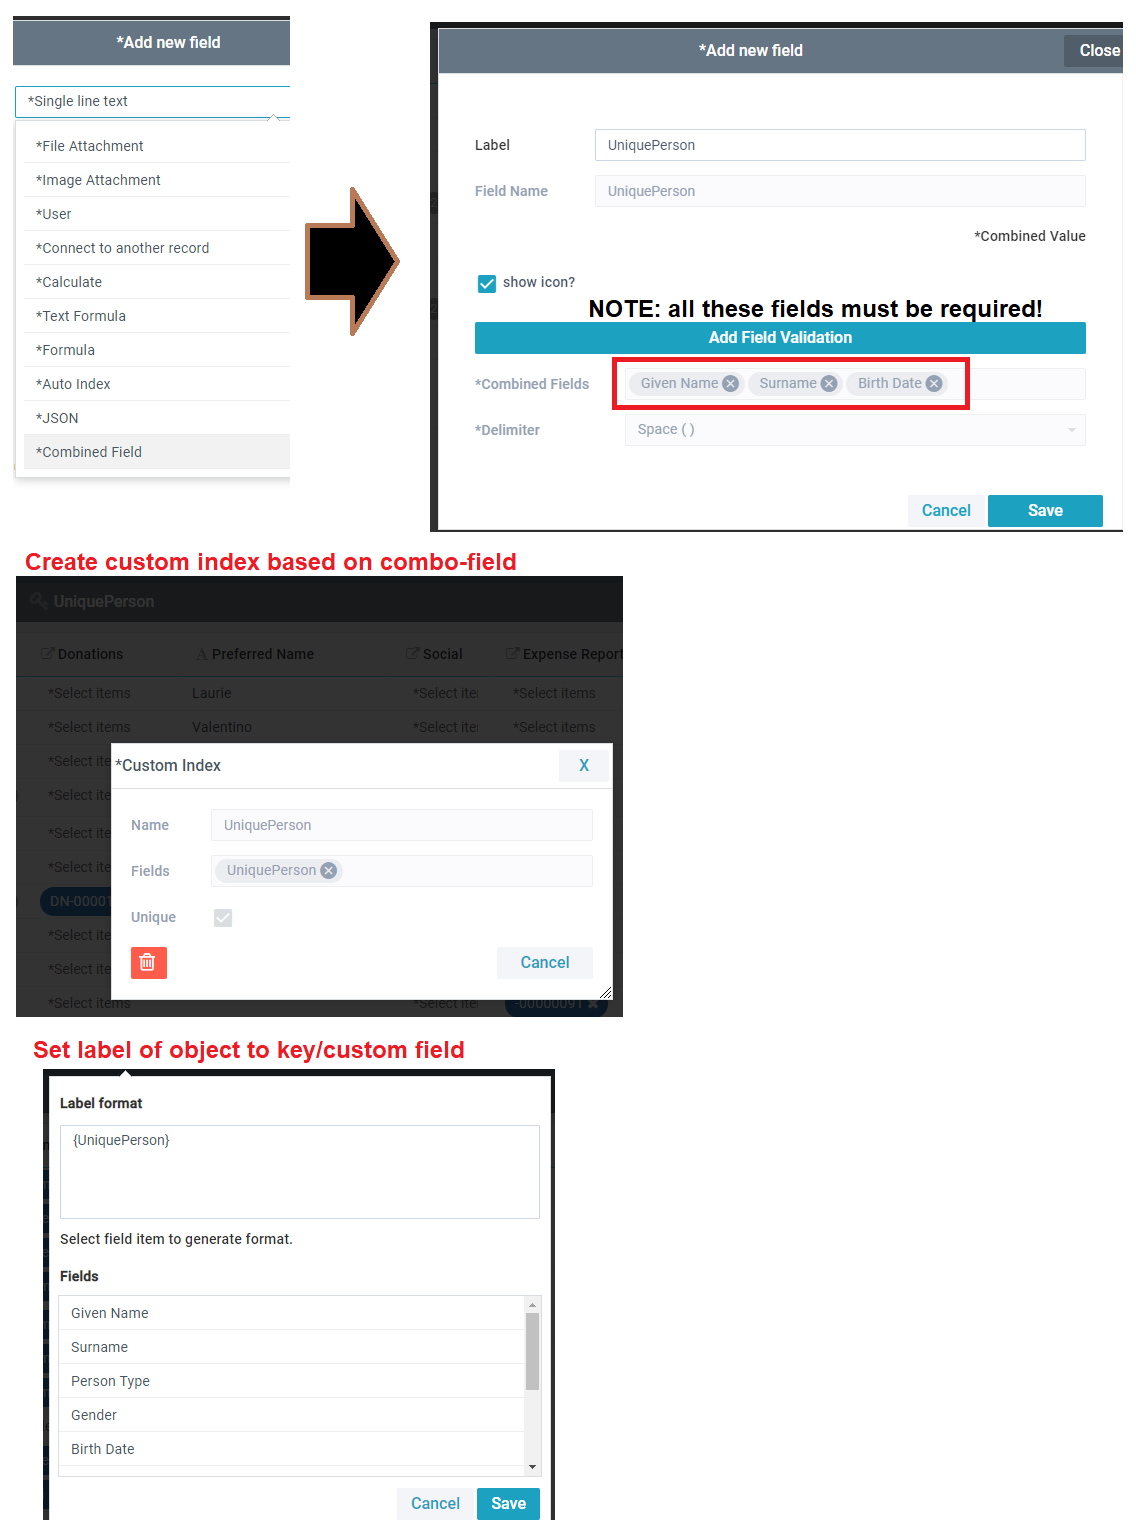 *Add new field
*Single line text
*File Attachment
*Image Attachment
*User
*Connect to another record
*Calculate
*Text Formula
*Formula
*Auto Index
*JSON
*Combined Field
*Add new field
Close
Label
UniquePerson
Field Name
UniquePerson
*Combined Value
show icon?
NOTE: all these fields must be required!
Add Field Validation
*Combined Fields
Given Name
Surname
Birth Date
*Delimiter
Space ( )
Cancel
Save
Create custom index based on combo-field
UniquePerson
Donations
Preferred Name
Social
Expense Report
*Select items
Laurie
*Select ite
*Select items
*Select items
Valentino
*Select ite
*Select items
*Select ite
*Select ite
*Select ite
*Select ite
DN-00001
*Select ite
*Select ite
*Select items
*Select items
*Custom Index
X
Name
UniquePerson
Fields
UniquePerson
Unique
Cancel
Set label of object to key/custom field
Label format
{UniquePerson}
Select field item to generate format.
Fields
Given Name
Surname
Person Type
Gender
Birth Date
Cancel
Save